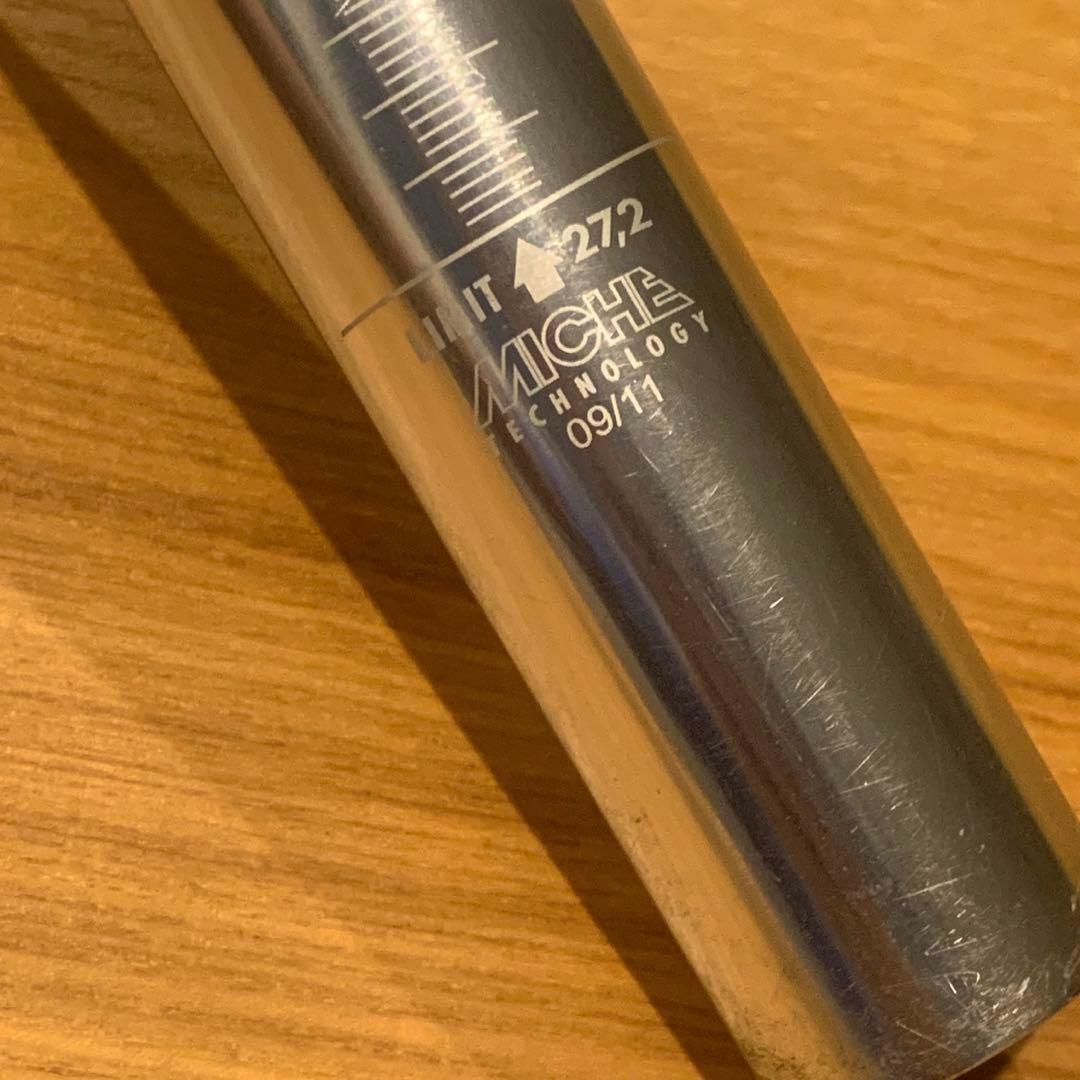 LIMIT 27,2
MICHE
TECHNOLOGY
09/11